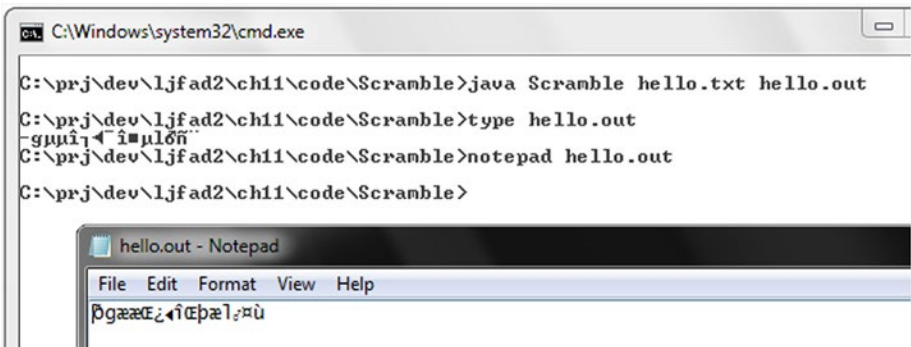 C:\Windows\system32\cmd.exe
C:\prj\dev\ljfad2\ch11\code\Scramble>java Scramble hello.txt hello.out
C:\prj\dev\ljfad2\ch11\code\Scramble>type hello.out
C:\prj\dev\ljfad2\ch11\code\Scramble>notepad hello.out
C:\prj\dev\ljfad2\ch11\code\Scramble>
hello.out - Notepad
File Edit Format View Help